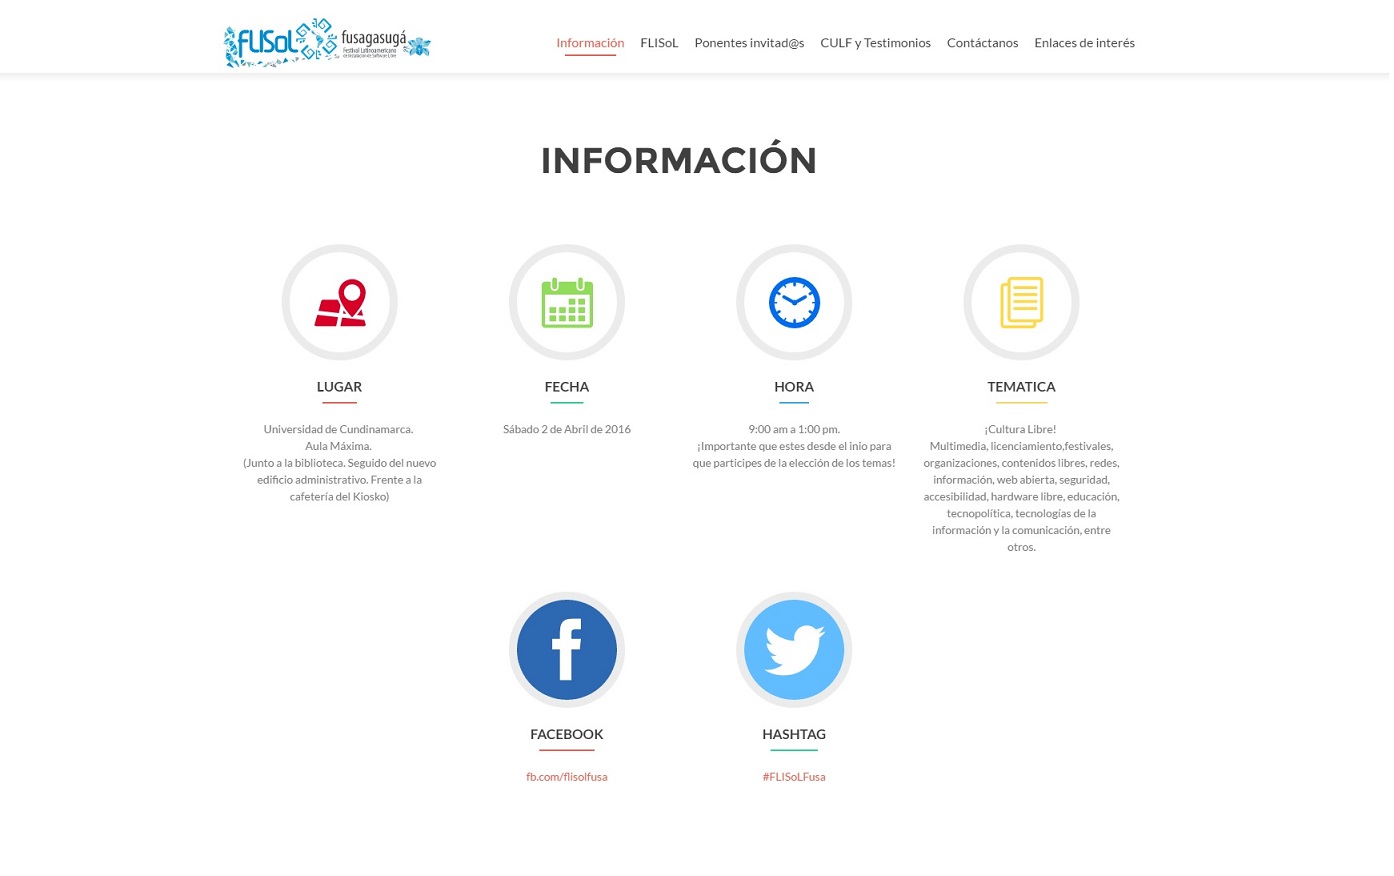 FLISoL
fusagasugá
Festival Latinoamericano
de Instalación de Software Libre
Información
FLISoL
Ponentes invitad@s
CULF y Testimonios
Contáctanos
Enlaces de interés
INFORMACIÓN
LUGAR
Universidad de Cundinamarca.
Aula Máxima.
(Junto a la biblioteca. Seguido del nuevo
edificio administrativo. Frente a la
cafetería del Kiosko)
FECHA
Sábado 2 de Abril de 2016
HORA
9:00 am a 1:00 pm.
¡Importante que estes desde el inio para
que participes de la elección de los temas!
TEMATICA
¡Cultura Libre!
Multimedia, licenciamiento,festivales,
organizaciones, contenidos libres, redes,
información, web abierta, seguridad,
accesibilidad, hardware libre, educación,
tecnopolítica, tecnologías de la
información y la comunicación, entre
otros.
FACEBOOK
fb.com/flisolfusa
HASHTAG
#FLISoLFusa